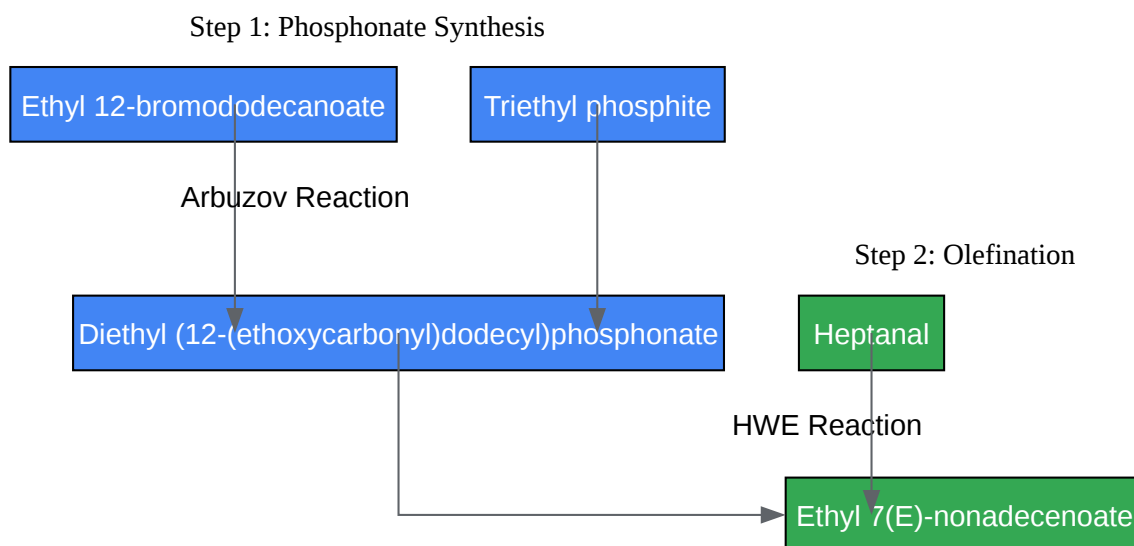 Step 1: Phosphonate Synthesis
Ethyl 12-bromododecanoate
Triethyl phosphite
Arbuzov Reaction
Step 2: Olefination
Diethyl (12-(ethoxycarbonyl)dodecyl)phosphonate
Heptanal
HWE Reaction
Ethyl 7(E)-nonadecenoate